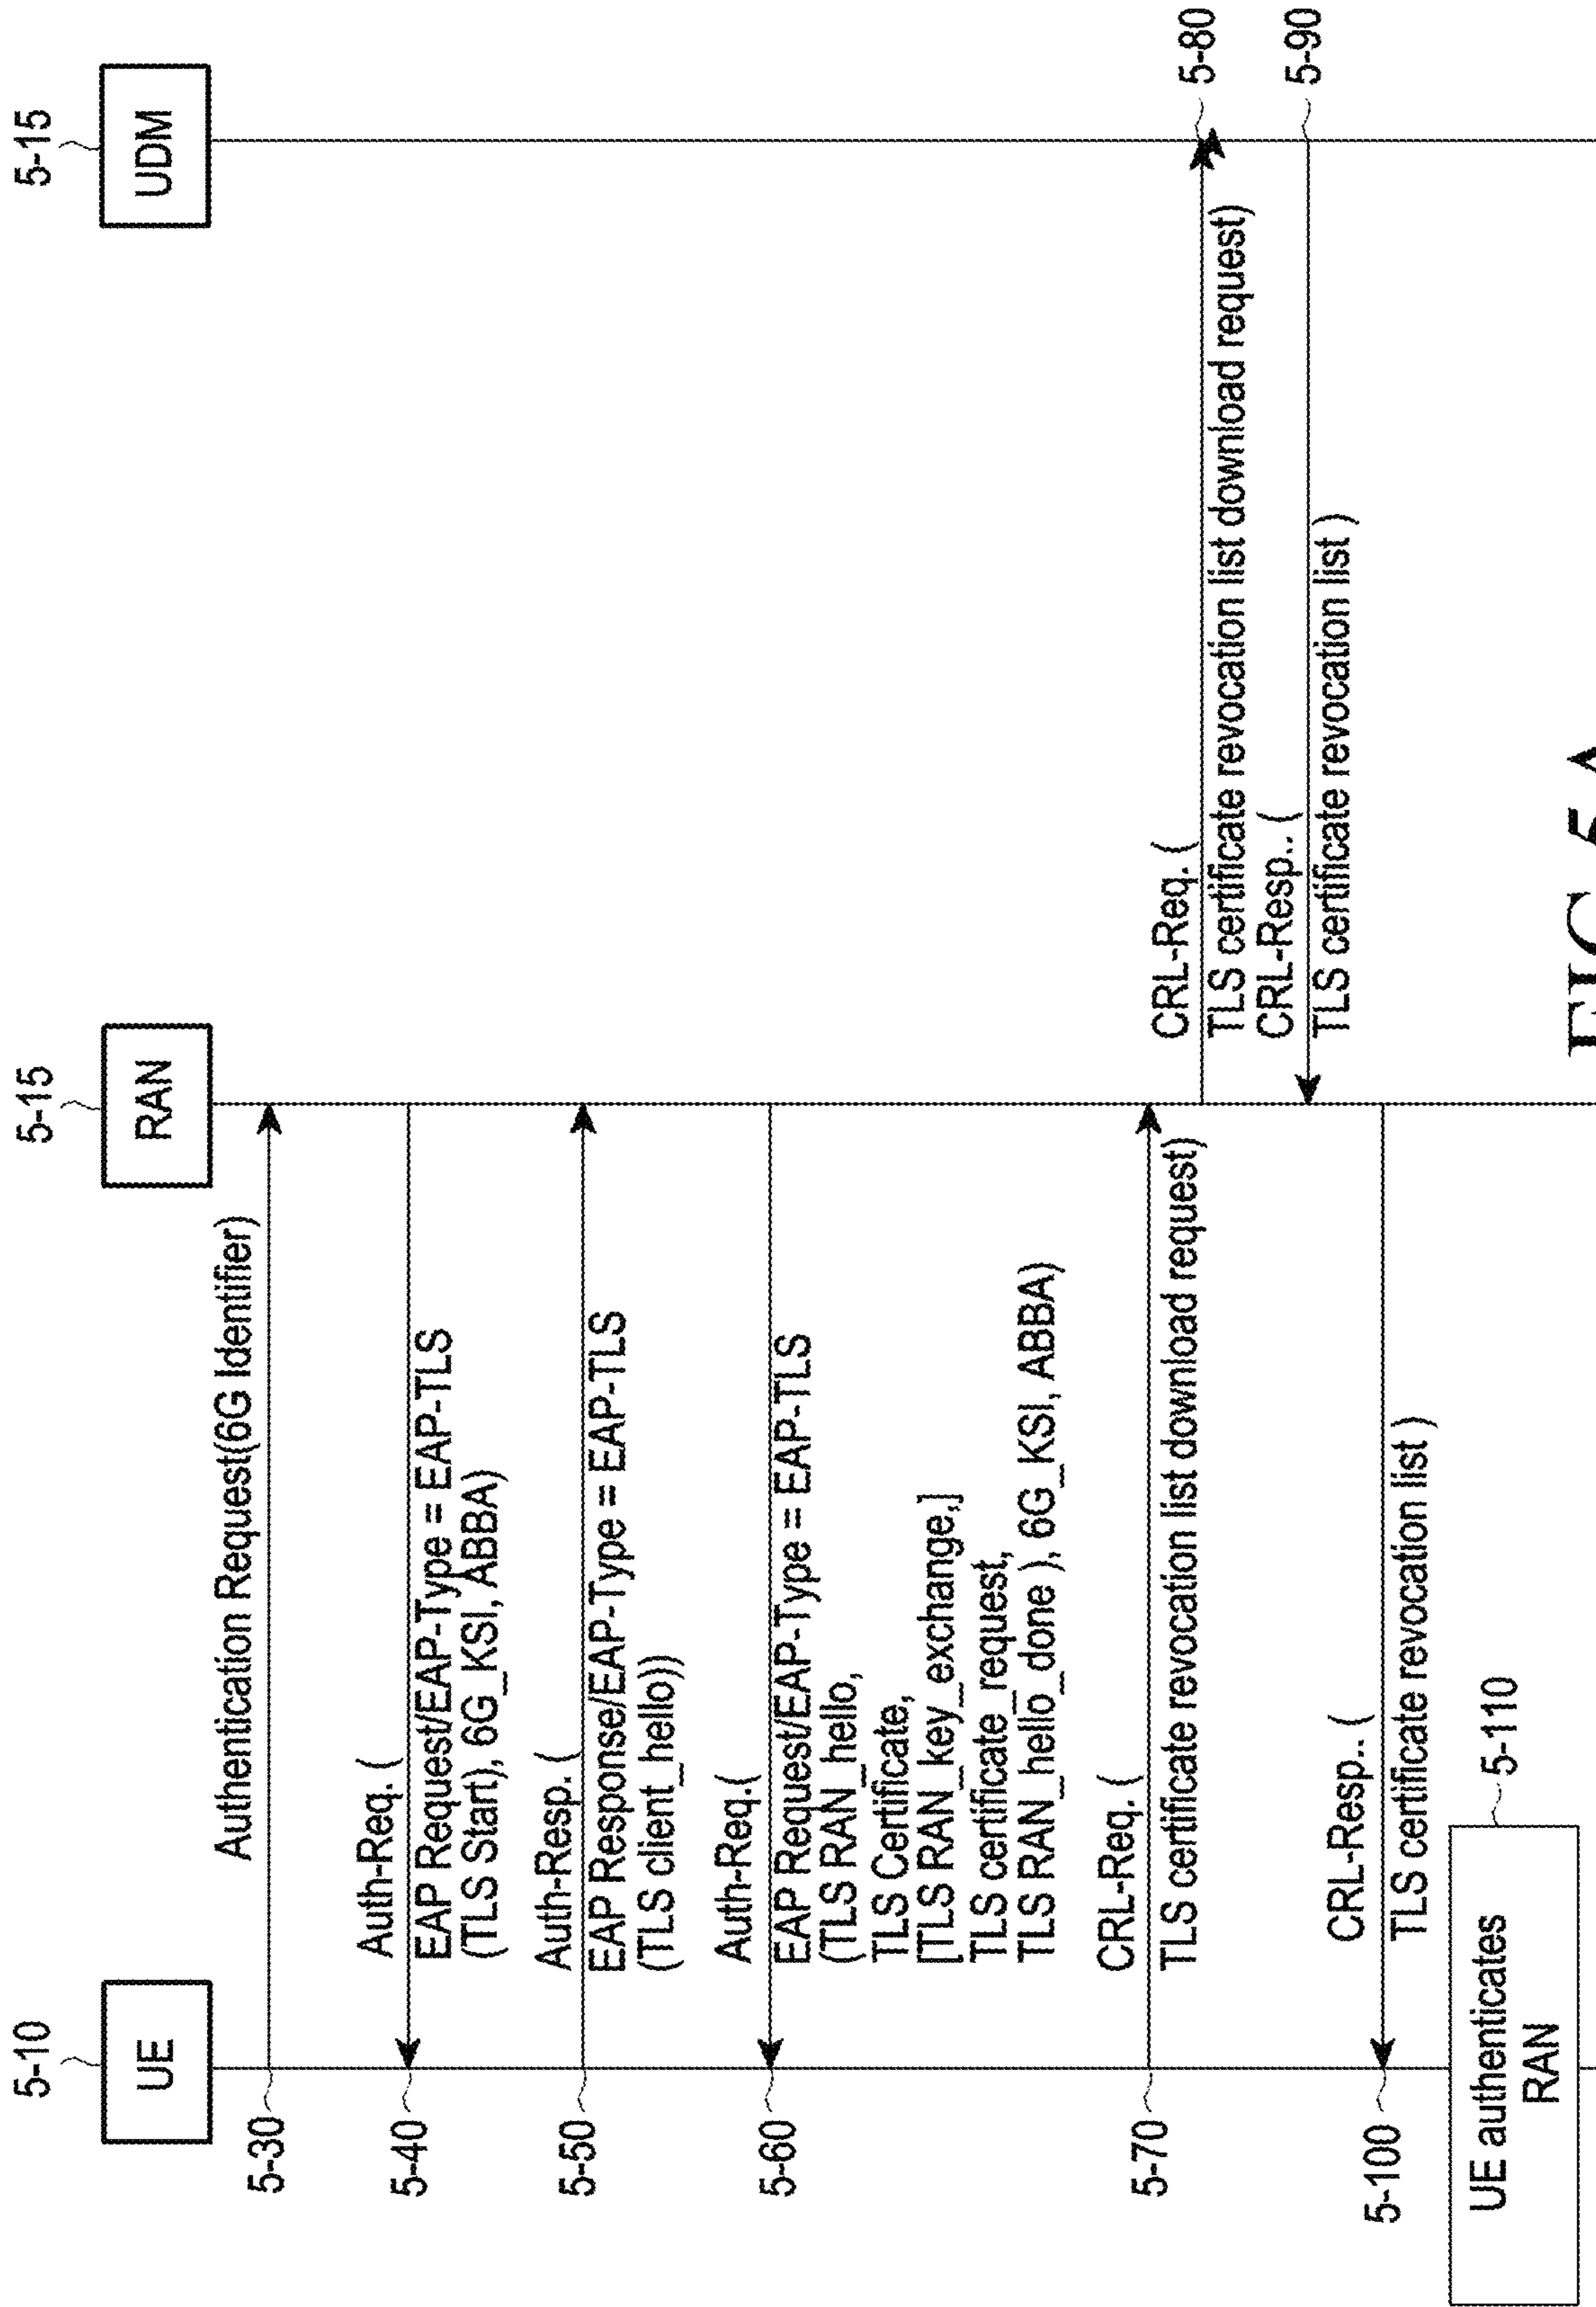 5-10
UE
5-15
RAN
5-15
UDM
5-30
Authentication Request(6G Identifier)
5-40
Auth-Req. (
EAP Request/EAP-Type = EAP-TLS
(TLS Start), 6G_KSI, ABBA)
5-50
Auth-Resp. (
EAP Response/EAP-Type = EAP-TLS
(TLS client_hello))
5-60
Auth-Req.(
EAP Request/EAP-Type = EAP-TLS
(TLS RAN_hello,
TLS Certificate,
[TLS RAN_key_exchange,]
TLS certificate_request,
TLS RAN_hello_done ), 6G_KSI, ABBA)
5-70
CRL-Req. (
TLS certificate revocation list download request)
5-80
CRL-Req. (
TLS certificate revocation list download request)
5-90
CRL-Resp.. (
TLS certificate revocation list )
5-100
CRL-Resp.. (
TLS certificate revocation list )
UE authenticates
RAN
5-110
FIG 5A